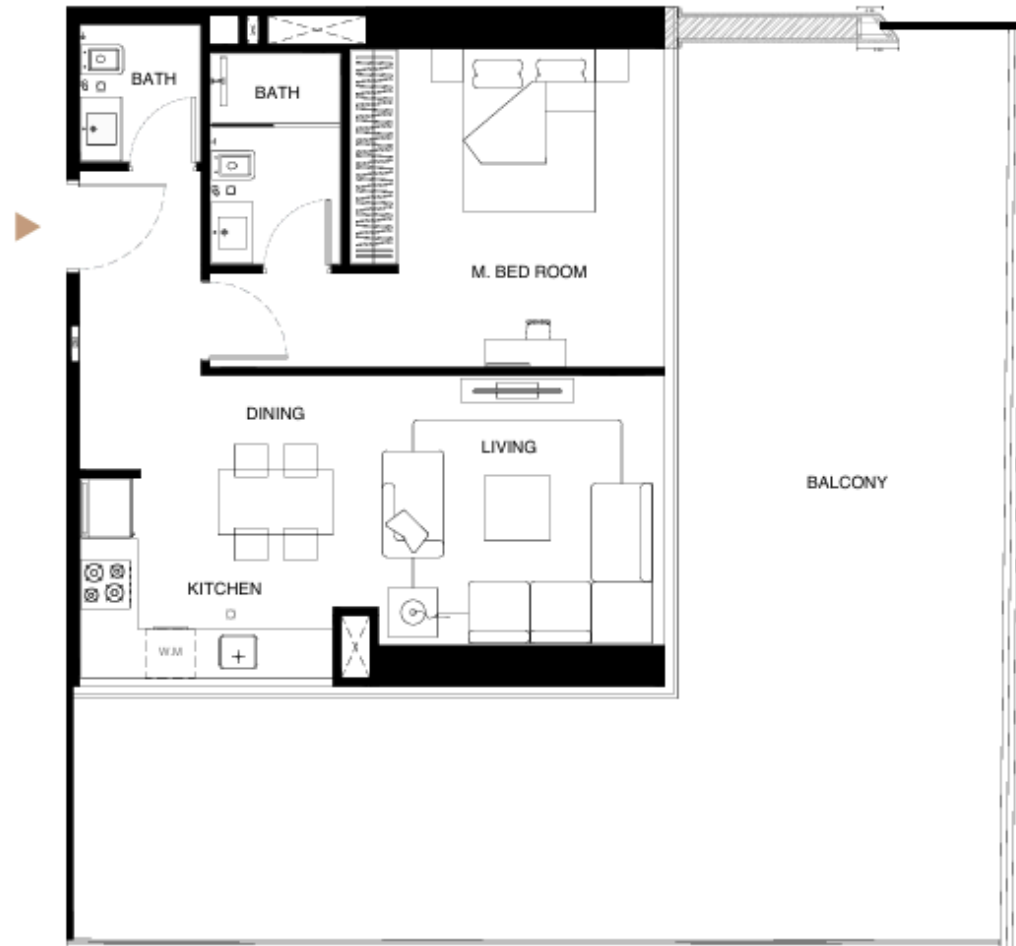 BATH
BATH
M. BED ROOM
DINING
LIVING
BALCONY
KITCHEN
W.M